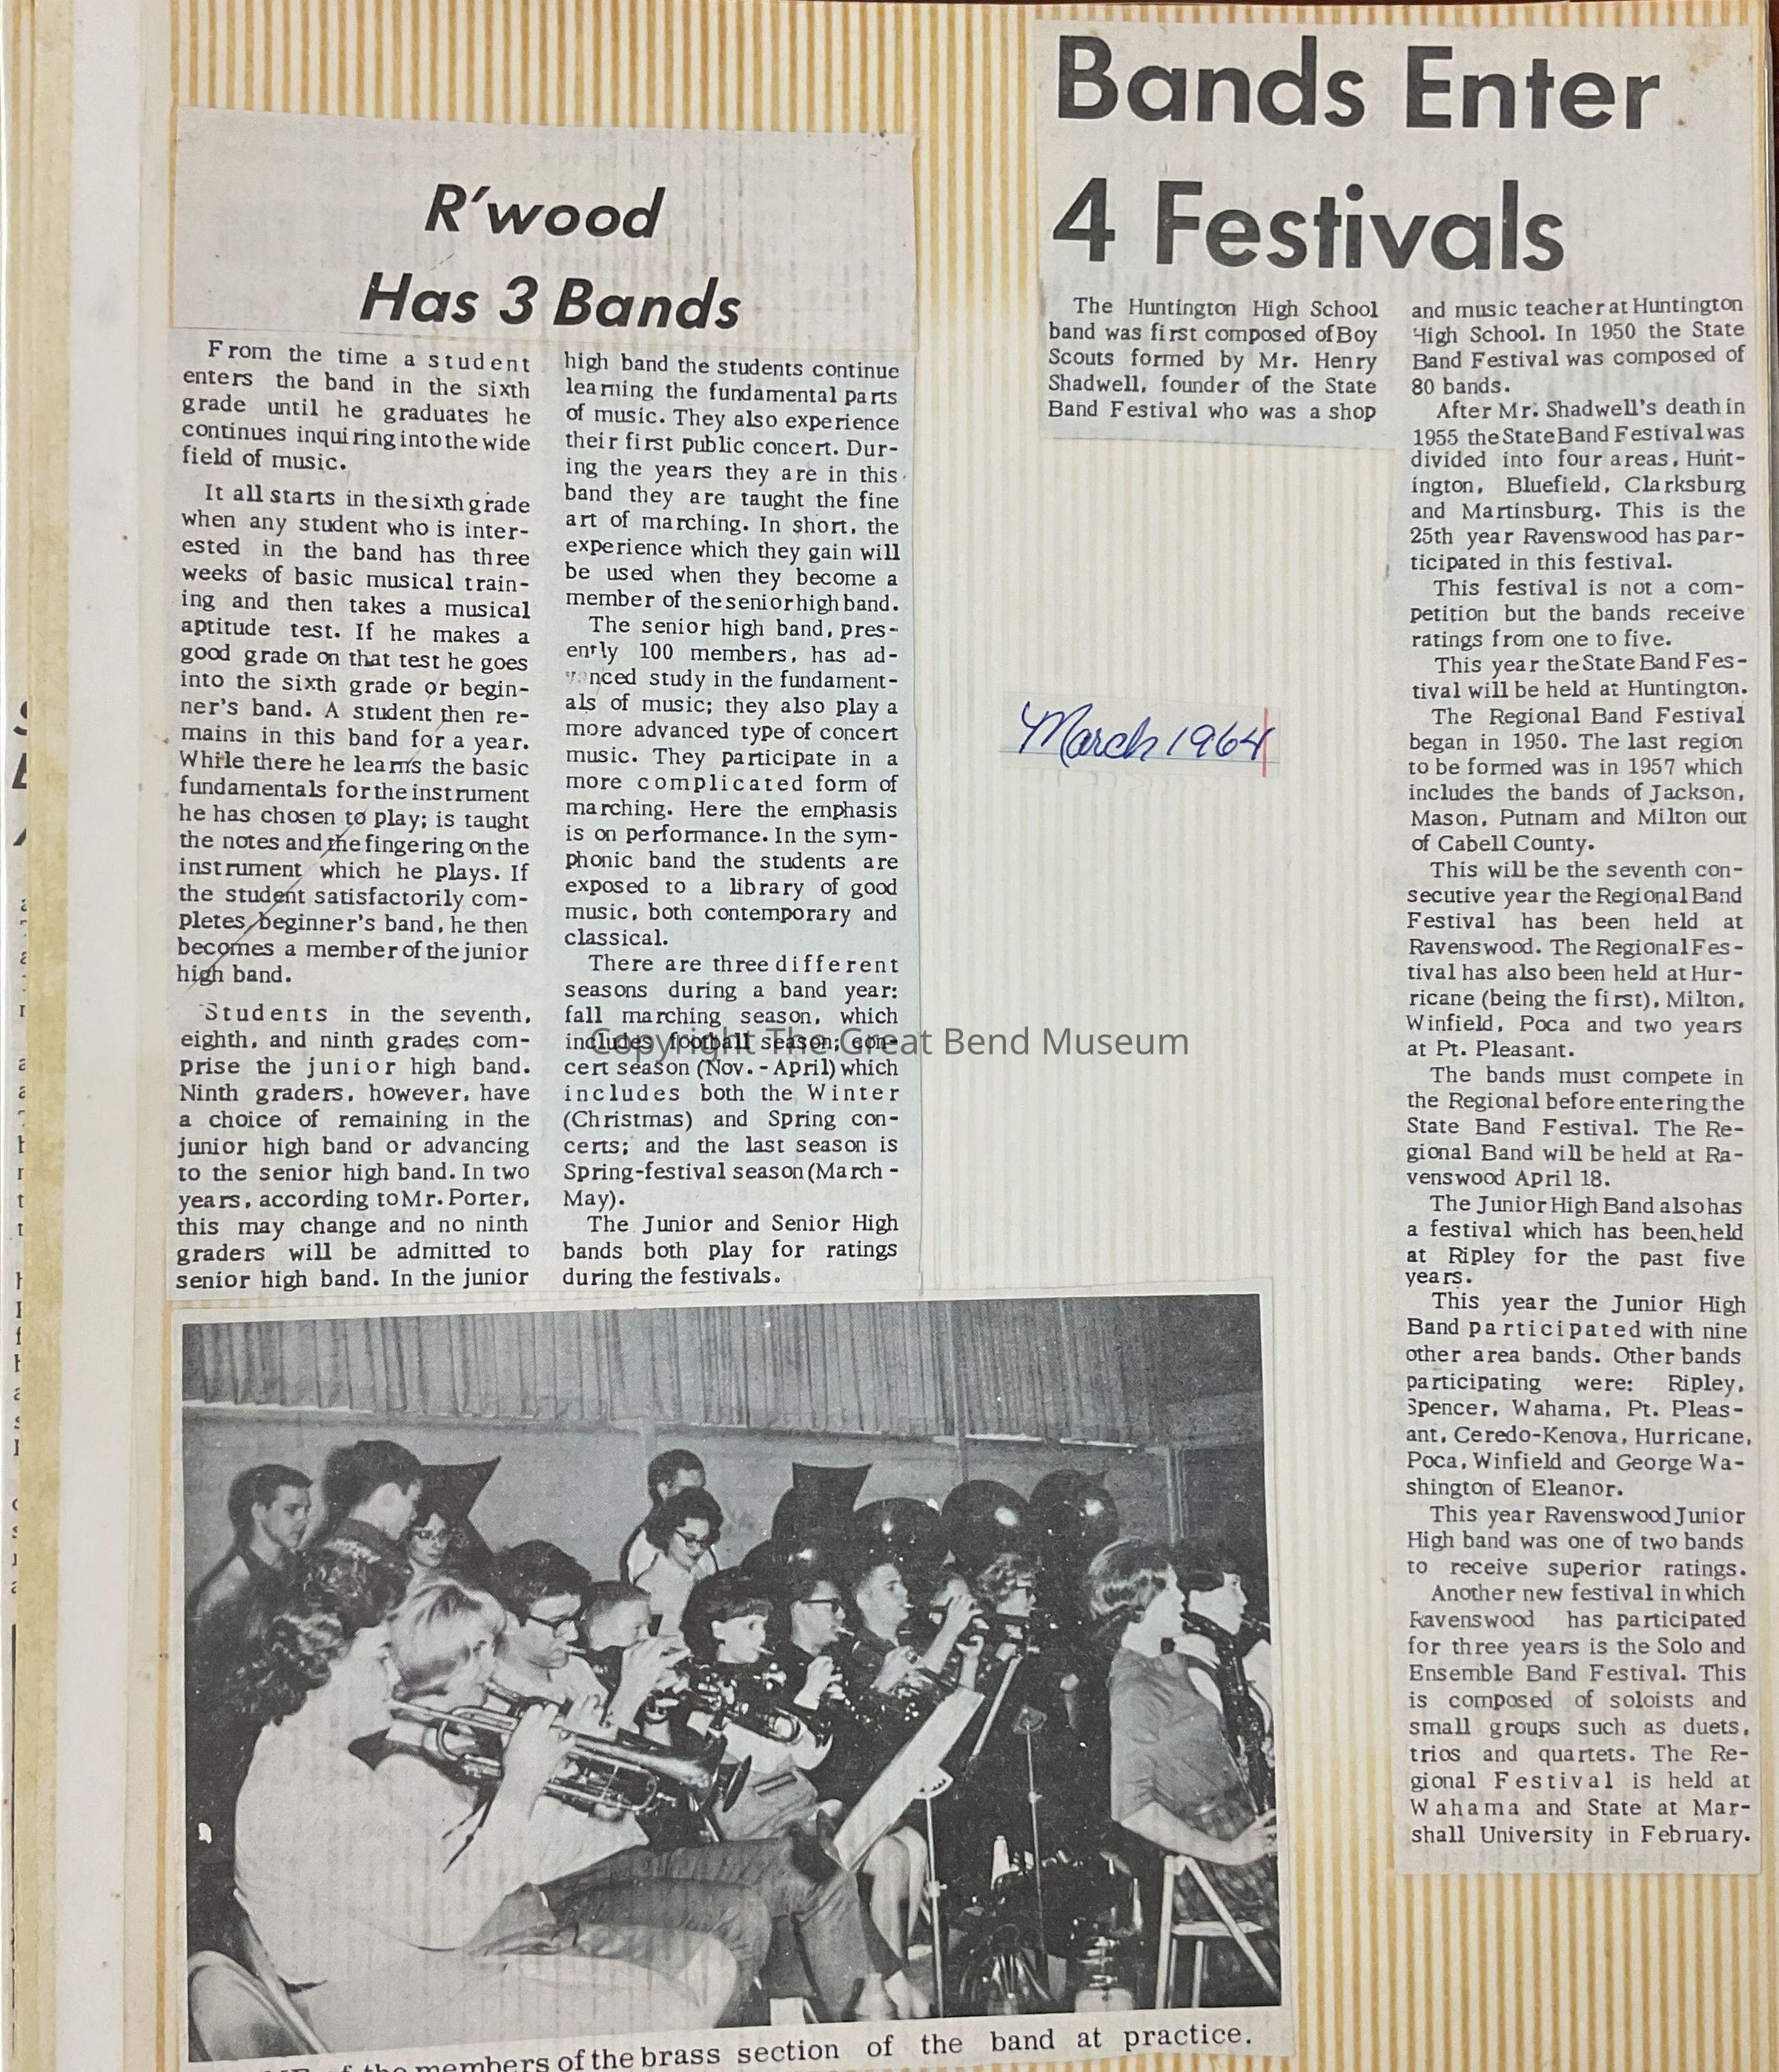 R'wood
Has 3 Bands
From the time a student
enters the band in the sixth
grade until he graduates he
continues inquiring into the wide
field of music.
It all starts in the sixth grade
when any student who is inter-
ested in the band has three
weeks of basic musical train-
ing and then takes a musical
aptitude test. If he makes a
good grade on that test he goes
into the sixth grade or begin-
ner's band. A student then re-
mains in this band for a year.
While there he learns the basic
fundamentals for the instrument
he has chosen to play; is taught
the notes and the fingering on the
instrument which he plays. If
the student satisfactorily com-
pletes beginner's band, he then
becomes a member of the junior
high band.
Students in the seventh,
eighth, and ninth grades com-
prise the junior high band.
Ninth graders, however, have
a choice of remaining in the
junior high band or advancing
to the senior high band. In two
years, according to Mr. Porter,
this may change and no ninth
graders will be admitted to
senior high band. In the junior
high band the students continue
learning the fundamental parts
of music. They also experience
their first public concert. Dur-
ing the years they are in this
band they are taught the fine
art of marching. In short, the
experience which they gain will
be used when they become a
member of the senior high band.
The senior high band, pres-
ently 100 members, has ad-
vanced study in the fundament-
als of music; they also play a
more advanced type of concert
music. They participate in a
more complicated form of
marching. Here the emphasis
is on performance. In the sym-
phonic band the students are
exposed to a library of good
music, both contemporary and
classical.
There are three different
seasons during a band year:
fall marching season, which
includes football season; con-
cert season (Nov. - April) which
includes both the Winter
(Christmas) and Spring con-
certs; and the last season is
Spring-festival season (March -
May).
The Junior and Senior High
bands both play for ratings
during the festivals.
of the members of the brass section of the band at practice.
March 1964
Bands Enter
4 Festivals
The Huntington High School
band was first composed of Boy
Scouts formed by Mr. Henry
Shadwell, founder of the State
Band Festival who was a shop
and music teacher at Huntington
High School. In 1950 the State
Band Festival was composed of
80 bands.
After Mr. Shadwell's death in
1955 the State Band Festival was
divided into four areas, Hunt-
ington, Bluefield, Clarksburg
and Martinsburg. This is the
25th year Ravenswood has par-
ticipated in this festival.
This festival is not a com-
petition but the bands receive
ratings from one to five.
This year the State Band Fes-
tival will be held at Huntington.
The Regional Band Festival
began in 1950. The last region
to be formed was in 1957 which
includes the bands of Jackson,
Mason, Putnam and Milton out
of Cabell County.
This will be the seventh con-
secutive year the Regional Band
Festival has been held at
Ravenswood. The Regional Fes-
tival has also been held at Hur-
ricane (being the first), Milton,
Winfield, Poca and two years
at Pt. Pleasant.
The bands must compete in
the Regional before entering the
State Band Festival. The Re-
gional Band will be held at Ra-
venswood April 18.
The Junior High Band also has
a festival which has been held
at Ripley for the past five
years.
This year the Junior High
Band participated with nine
other area bands. Other bands
participating were: Ripley,
Spencer, Wahama, Pt. Pleas-
ant, Ceredo-Kenova, Hurricane,
Poca, Winfield and George Wa-
shington of Eleanor.
This year Ravenswood Junior
High band was one of two bands
to receive superior ratings.
Another new festival in which
Ravenswood has participated
for three years is the Solo and
Ensemble Band Festival. This
is composed of soloists and
small groups such as duets,
trios and quartets. The Re-
gional Festival is held at
Wahama and State at Mar-
shall University in February.
Copyright The Great Bend Museum